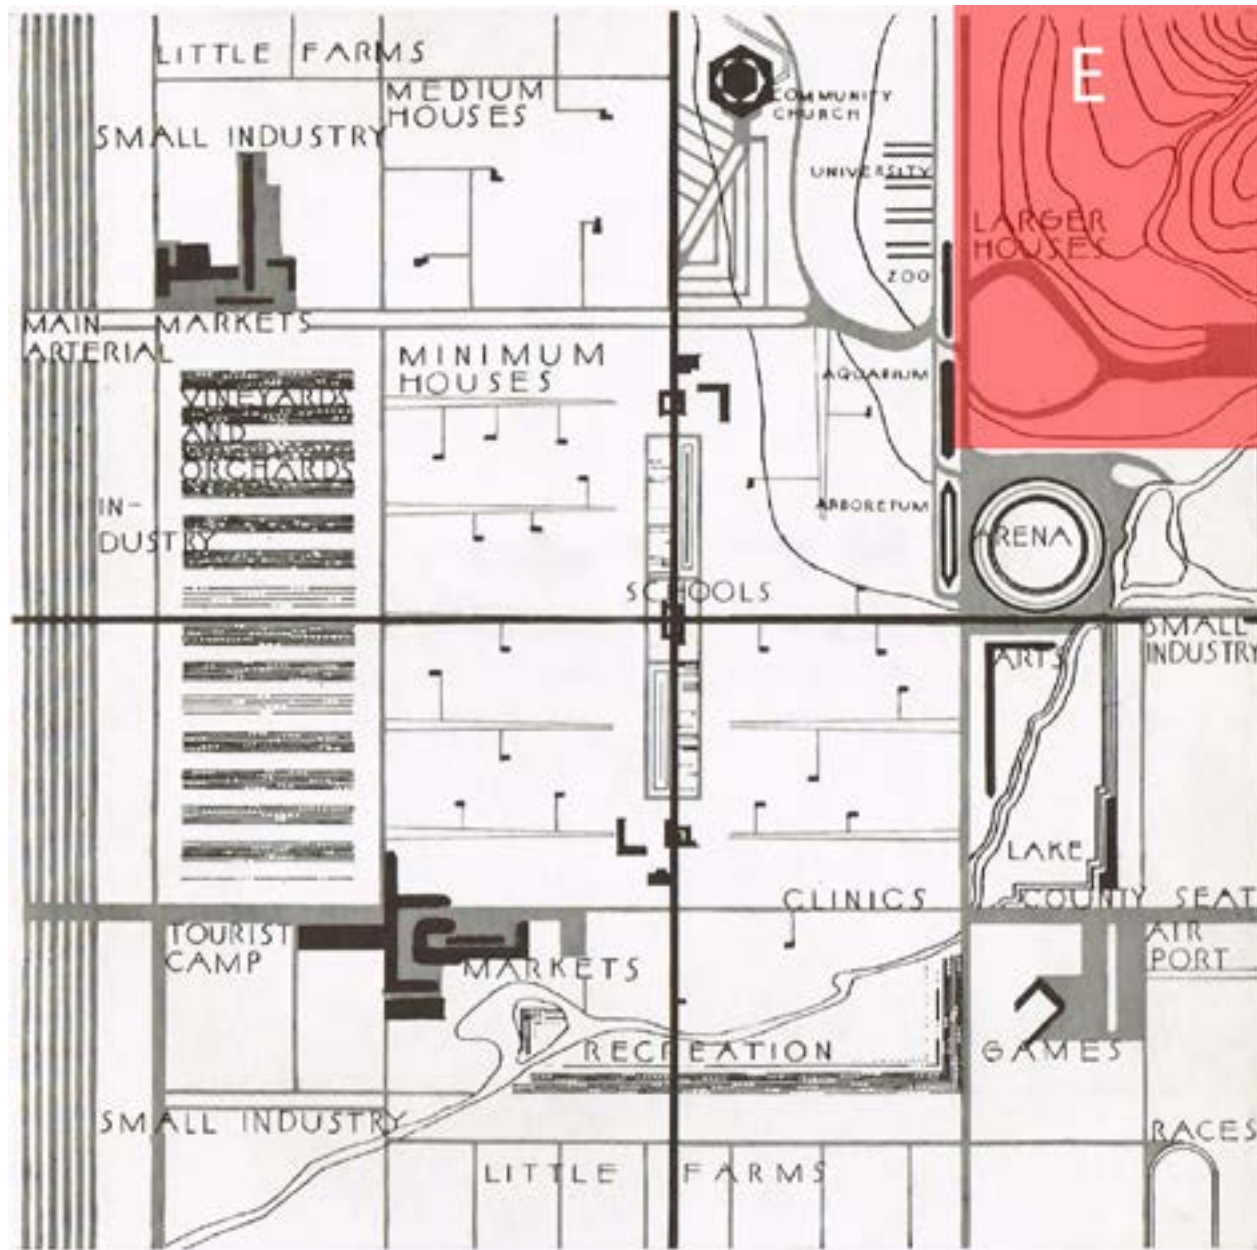 LITTLE FARMS
E
MEDIUM
HOUSES
COMMUNITY
CHURCH
SMALL INDUSTRY
UNIVERSITY
LARGER
HOUSES
ZOO
MAIN
ARTERIAL
MARKETS
MINIMUM
HOUSES
AQUARIUM
VINEYARDS
AND
ORCHARDS
IN-
DUSTRY
ARBORETUM
ARENA
SCHOOLS
SMALL
INDUSTRY
ARTS
LAKE
CLINICS
COUNTY SEAT
TOURIST
CAMP
AIR
PORT
MARKETS
RECREATION
GAMES
SMALL INDUSTRY
RACES
LITTLE FARMS